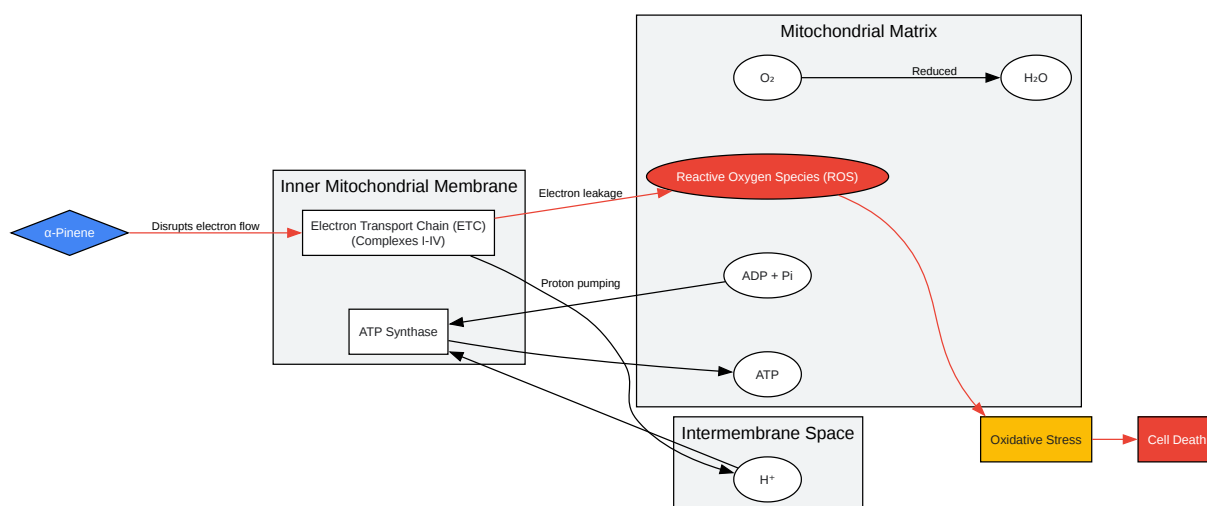 Mitochondrial Matrix
O₂
Reduced
H₂O
Reactive Oxygen Species (ROS)
Inner Mitochondrial Membrane
Electron leakage
Electron Transport Chain (ETC)
(Complexes I-IV)
α-Pinene
Disrupts electron flow
ADP + Pi
Proton pumping
ATP Synthase
ATP
Intermembrane Space
H⁺
Oxidative Stress
Cell Death